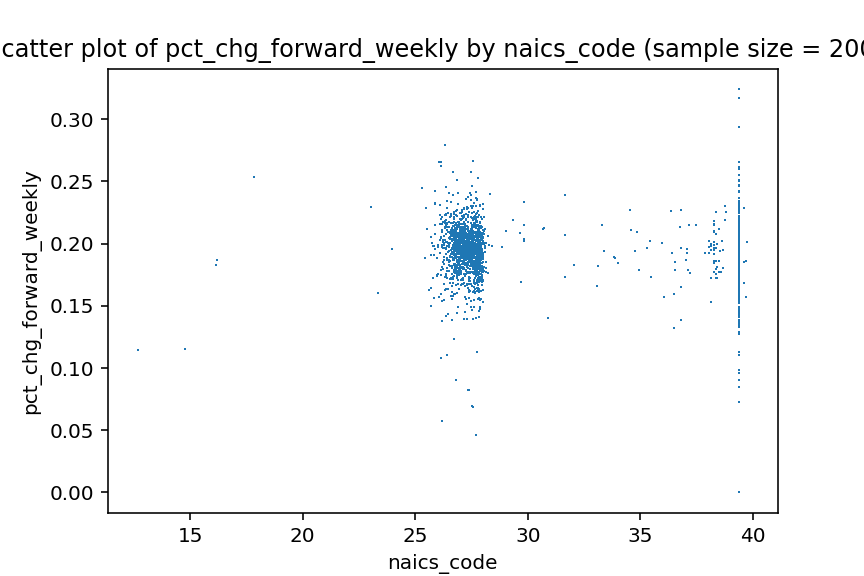 catter plot of pct_chg_forward_weekly by naics_code (sample size = 200
pct_chg_forward_weekly
0.30
0.25
0.20
0.15
0.10
0.05
0.00
15 20 25 30 35 40
naics_code